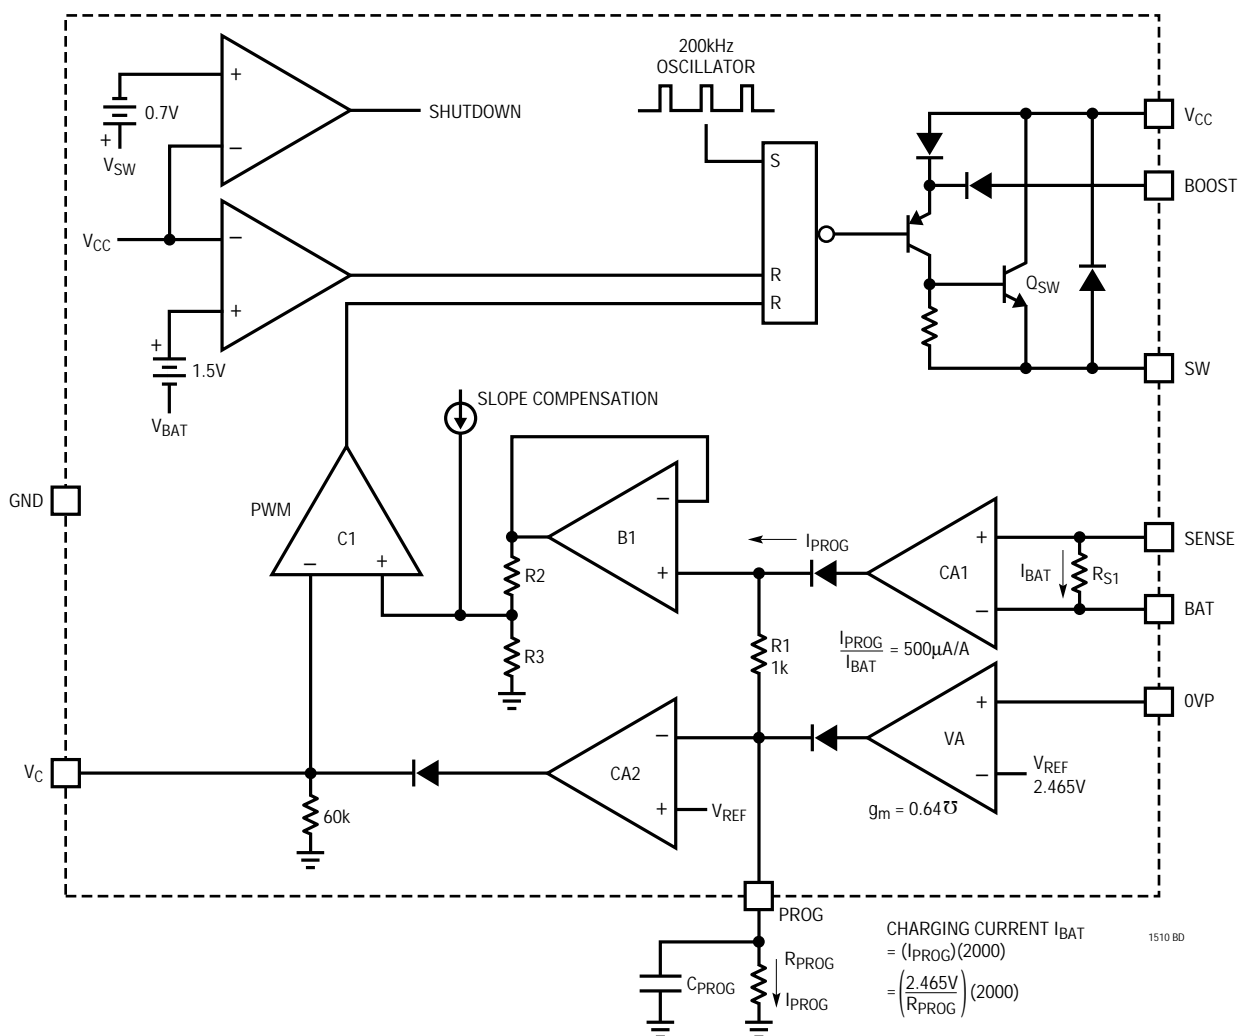 200kHz
OSCILLATOR
+
0.7V
+
V_SW
−
SHUTDOWN
S
V_CC
BOOST
V_CC
−
R
R
Q_SW
+
+
1.5V
V_BAT
SW
SLOPE COMPENSATION
GND
PWM
C1
−
+
−
B1
+
R2
R3
I_PROG
CA1
+
−
SENSE
I_BAT
R_S1
BAT
R1
1k
I_PROG
I_BAT
= 500µA/A
+
0VP
VA
−
V_REF
2.465V
g_m = 0.64℧
−
CA2
+
V_REF
V_C
60k
PROG
C_PROG
R_PROG
I_PROG
CHARGING CURRENT I_BAT
= (I_PROG)(2000)
= (2.465V / R_PROG) (2000)
1510 BD